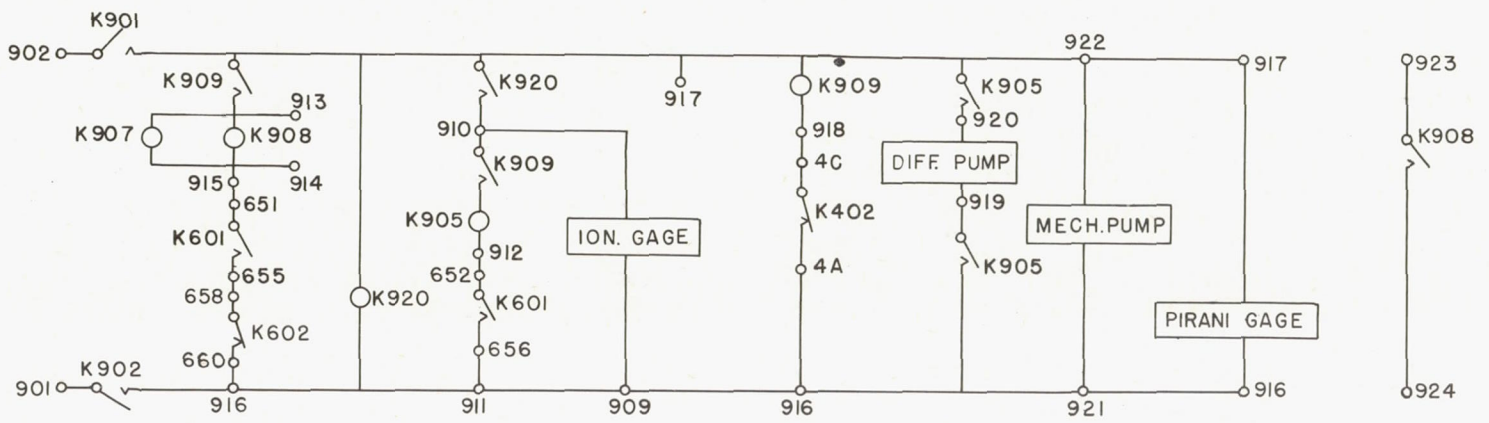 K901
902
922
917
923
K909
K920
917
K909
K905
913
K907
K908
910
918
920
K908
914
K909
4C
DIFF. PUMP
915
651
K905
K402
919
K601
912
ION. GAGE
MECH.PUMP
652
4A
K905
655
658
K920
K601
K602
PIRANI GAGE
660
656
901
K902
916
911
909
916
921
916
924